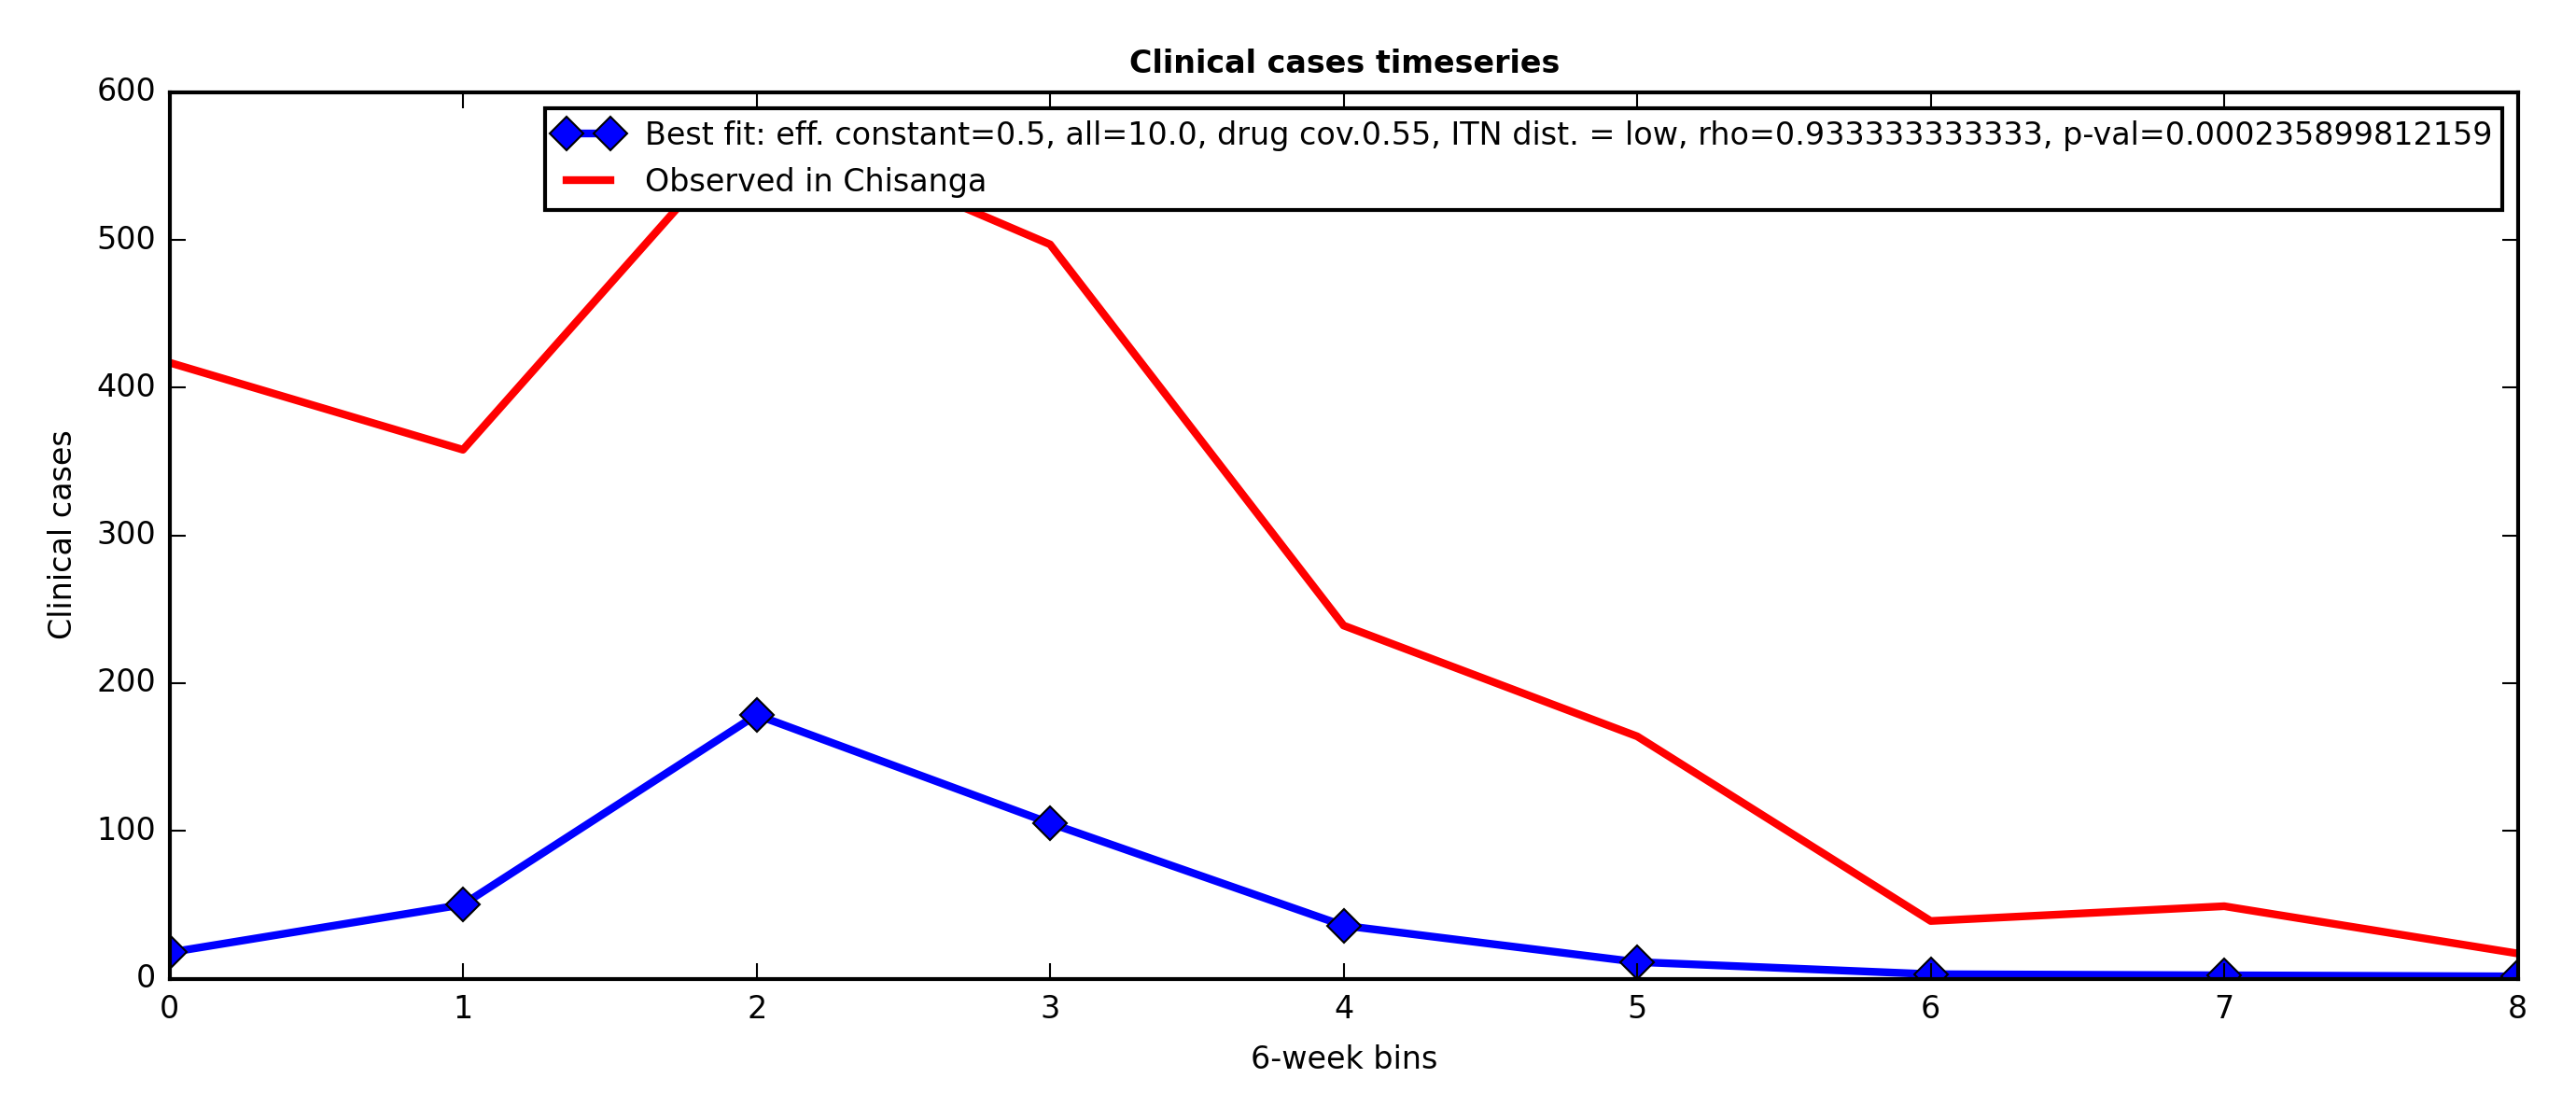 Clinical cases timeseries
600
Best fit: eff. constant=0.5, all=10.0, drug cov.0.55, ITN dist. = low, rho=0.933333333333, p-val=0.000235899812159
Observed in Chisanga
500
400
300
200
100
0
Clinical cases
0 1 2 3 4 5 6 7 8
6-week bins